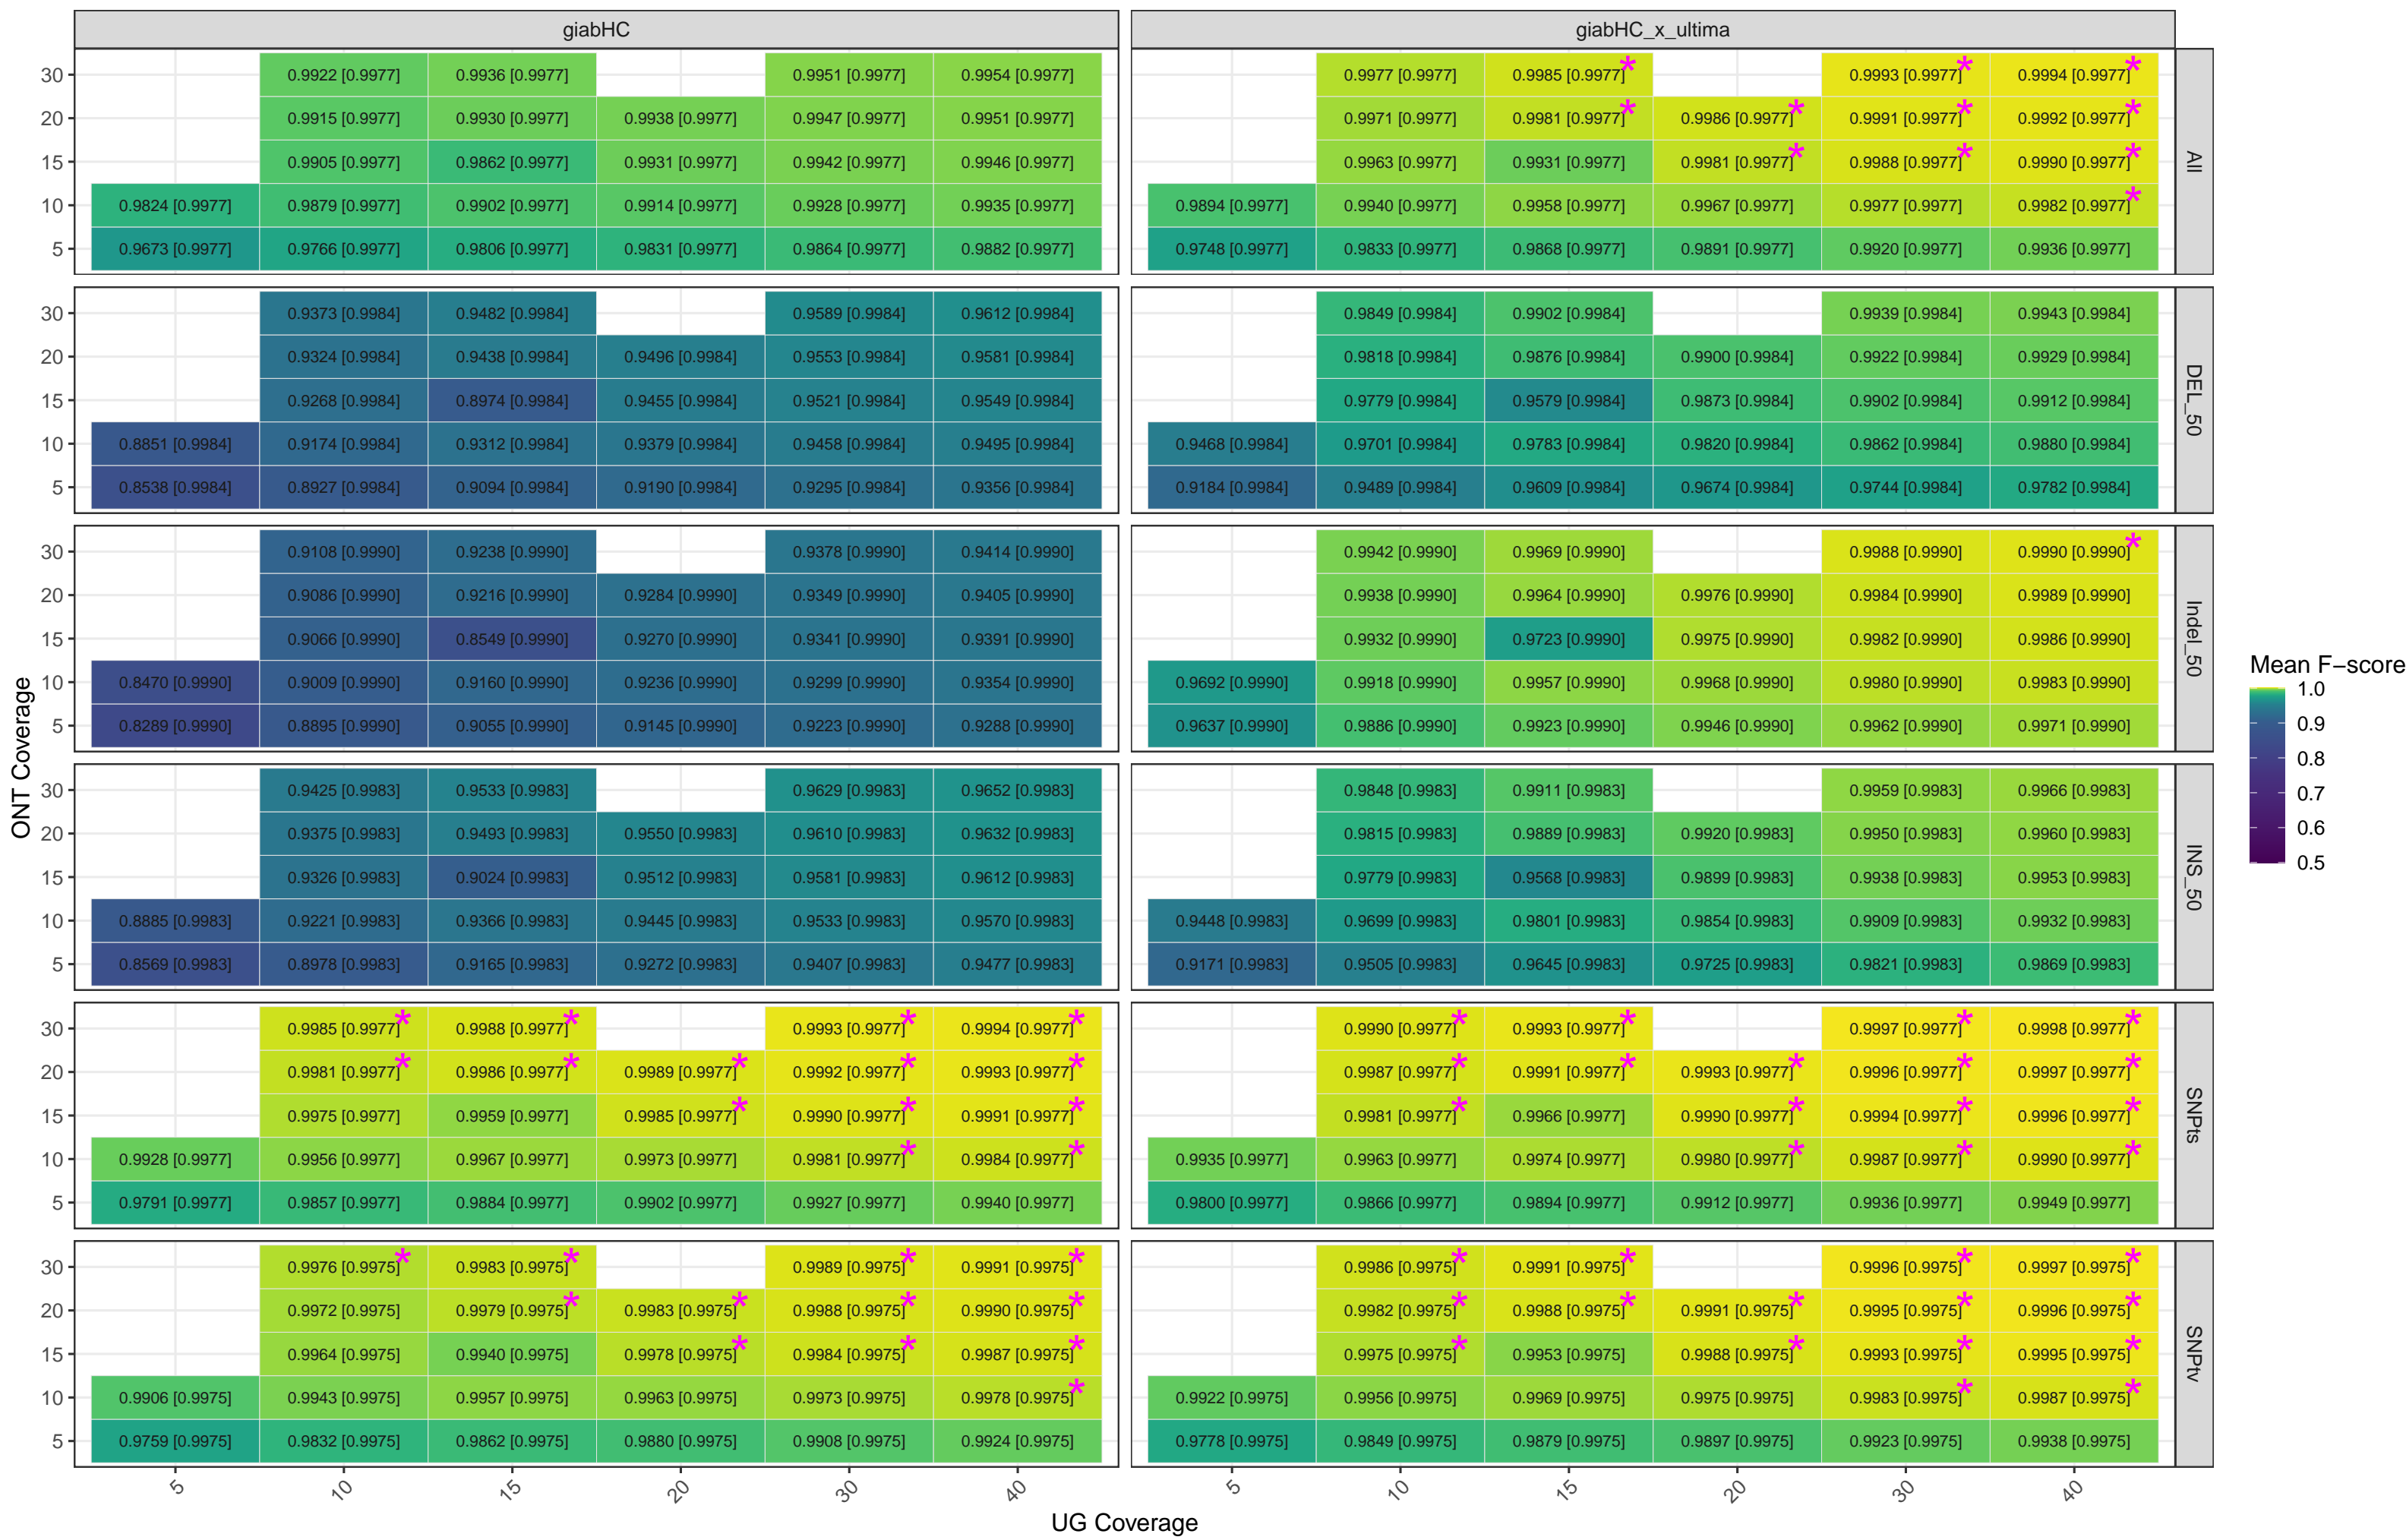 giabHC giabHC_x_ultima
30 0.9922 [0.9977] 0.9936 [0.9977] 0.9951 [0.9977] 0.9954 [0.9977] 0.9977 [0.9977] 0.9985 [0.9977]* 0.9993 [0.9977]* 0.9994 [0.9977]*
20 0.9915 [0.9977] 0.9930 [0.9977] 0.9938 [0.9977] 0.9947 [0.9977] 0.9951 [0.9977] 0.9971 [0.9977] 0.9981 [0.9977]* 0.9986 [0.9977]* 0.9991 [0.9977]* 0.9992 [0.9977]*
15 0.9905 [0.9977] 0.9862 [0.9977] 0.9931 [0.9977] 0.9942 [0.9977] 0.9946 [0.9977] 0.9963 [0.9977] 0.9931 [0.9977] 0.9981 [0.9977]* 0.9988 [0.9977]* 0.9990 [0.9977]*
All
10 0.9824 [0.9977] 0.9879 [0.9977] 0.9902 [0.9977] 0.9914 [0.9977] 0.9928 [0.9977] 0.9935 [0.9977] 0.9894 [0.9977] 0.9940 [0.9977] 0.9958 [0.9977] 0.9967 [0.9977] 0.9977 [0.9977] 0.9982 [0.9977]*
5 0.9673 [0.9977] 0.9766 [0.9977] 0.9806 [0.9977] 0.9831 [0.9977] 0.9864 [0.9977] 0.9882 [0.9977] 0.9748 [0.9977] 0.9833 [0.9977] 0.9868 [0.9977] 0.9891 [0.9977] 0.9920 [0.9977] 0.9936 [0.9977]
30 0.9373 [0.9984] 0.9482 [0.9984] 0.9589 [0.9984] 0.9612 [0.9984] 0.9849 [0.9984] 0.9902 [0.9984] 0.9939 [0.9984] 0.9943 [0.9984]
20 0.9324 [0.9984] 0.9438 [0.9984] 0.9496 [0.9984] 0.9553 [0.9984] 0.9581 [0.9984] 0.9818 [0.9984] 0.9876 [0.9984] 0.9900 [0.9984] 0.9922 [0.9984] 0.9929 [0.9984]
15 0.9268 [0.9984] 0.8974 [0.9984] 0.9455 [0.9984] 0.9521 [0.9984] 0.9549 [0.9984] 0.9779 [0.9984] 0.9579 [0.9984] 0.9873 [0.9984] 0.9902 [0.9984] 0.9912 [0.9984]
DEL_50
10 0.8851 [0.9984] 0.9174 [0.9984] 0.9312 [0.9984] 0.9379 [0.9984] 0.9458 [0.9984] 0.9495 [0.9984] 0.9468 [0.9984] 0.9701 [0.9984] 0.9783 [0.9984] 0.9820 [0.9984] 0.9862 [0.9984] 0.9880 [0.9984]
5 0.8538 [0.9984] 0.8927 [0.9984] 0.9094 [0.9984] 0.9190 [0.9984] 0.9295 [0.9984] 0.9356 [0.9984] 0.9184 [0.9984] 0.9489 [0.9984] 0.9609 [0.9984] 0.9674 [0.9984] 0.9744 [0.9984] 0.9782 [0.9984]
30 0.9108 [0.9990] 0.9238 [0.9990] 0.9378 [0.9990] 0.9414 [0.9990] 0.9942 [0.9990] 0.9969 [0.9990] 0.9988 [0.9990] 0.9990 [0.9990]*
20 0.9086 [0.9990] 0.9216 [0.9990] 0.9284 [0.9990] 0.9349 [0.9990] 0.9405 [0.9990] 0.9938 [0.9990] 0.9964 [0.9990] 0.9976 [0.9990] 0.9984 [0.9990] 0.9989 [0.9990]
15 0.9066 [0.9990] 0.8549 [0.9990] 0.9270 [0.9990] 0.9341 [0.9990] 0.9391 [0.9990] 0.9932 [0.9990] 0.9723 [0.9990] 0.9975 [0.9990] 0.9982 [0.9990] 0.9986 [0.9990]
Indel_50
10 0.8470 [0.9990] 0.9009 [0.9990] 0.9160 [0.9990] 0.9236 [0.9990] 0.9299 [0.9990] 0.9354 [0.9990] 0.9692 [0.9990] 0.9918 [0.9990] 0.9957 [0.9990] 0.9968 [0.9990] 0.9980 [0.9990] 0.9983 [0.9990]
5 0.8289 [0.9990] 0.8895 [0.9990] 0.9055 [0.9990] 0.9145 [0.9990] 0.9223 [0.9990] 0.9288 [0.9990] 0.9637 [0.9990] 0.9886 [0.9990] 0.9923 [0.9990] 0.9946 [0.9990] 0.9962 [0.9990] 0.9971 [0.9990]
30 0.9425 [0.9983] 0.9533 [0.9983] 0.9629 [0.9983] 0.9652 [0.9983] 0.9848 [0.9983] 0.9911 [0.9983] 0.9959 [0.9983] 0.9966 [0.9983]
20 0.9375 [0.9983] 0.9493 [0.9983] 0.9550 [0.9983] 0.9610 [0.9983] 0.9632 [0.9983] 0.9815 [0.9983] 0.9889 [0.9983] 0.9920 [0.9983] 0.9950 [0.9983] 0.9960 [0.9983]
15 0.9326 [0.9983] 0.9024 [0.9983] 0.9512 [0.9983] 0.9581 [0.9983] 0.9612 [0.9983] 0.9779 [0.9983] 0.9568 [0.9983] 0.9899 [0.9983] 0.9938 [0.9983] 0.9953 [0.9983]
INS_50
10 0.8885 [0.9983] 0.9221 [0.9983] 0.9366 [0.9983] 0.9445 [0.9983] 0.9533 [0.9983] 0.9570 [0.9983] 0.9448 [0.9983] 0.9699 [0.9983] 0.9801 [0.9983] 0.9854 [0.9983] 0.9909 [0.9983] 0.9932 [0.9983]
5 0.8569 [0.9983] 0.8978 [0.9983] 0.9165 [0.9983] 0.9272 [0.9983] 0.9407 [0.9983] 0.9477 [0.9983] 0.9171 [0.9983] 0.9505 [0.9983] 0.9645 [0.9983] 0.9725 [0.9983] 0.9821 [0.9983] 0.9869 [0.9983]
30 0.9985 [0.9977]* 0.9988 [0.9977]* 0.9993 [0.9977]* 0.9994 [0.9977]* 0.9990 [0.9977]* 0.9993 [0.9977]* 0.9997 [0.9977]* 0.9998 [0.9977]*
20 0.9981 [0.9977]* 0.9986 [0.9977]* 0.9989 [0.9977]* 0.9992 [0.9977]* 0.9993 [0.9977]* 0.9987 [0.9977]* 0.9991 [0.9977]* 0.9993 [0.9977]* 0.9996 [0.9977]* 0.9997 [0.9977]*
15 0.9975 [0.9977] 0.9959 [0.9977] 0.9985 [0.9977]* 0.9990 [0.9977]* 0.9991 [0.9977]* 0.9981 [0.9977]* 0.9966 [0.9977] 0.9990 [0.9977]* 0.9994 [0.9977]* 0.9996 [0.9977]*
SNPts
10 0.9928 [0.9977] 0.9956 [0.9977] 0.9967 [0.9977] 0.9973 [0.9977] 0.9981 [0.9977]* 0.9984 [0.9977]* 0.9935 [0.9977] 0.9963 [0.9977] 0.9974 [0.9977] 0.9980 [0.9977]* 0.9987 [0.9977]* 0.9990 [0.9977]*
5 0.9791 [0.9977] 0.9857 [0.9977] 0.9884 [0.9977] 0.9902 [0.9977] 0.9927 [0.9977] 0.9940 [0.9977] 0.9800 [0.9977] 0.9866 [0.9977] 0.9894 [0.9977] 0.9912 [0.9977] 0.9936 [0.9977] 0.9949 [0.9977]
30 0.9976 [0.9975]* 0.9983 [0.9975]* 0.9989 [0.9975]* 0.9991 [0.9975]* 0.9986 [0.9975]* 0.9991 [0.9975]* 0.9996 [0.9975]* 0.9997 [0.9975]*
20 0.9972 [0.9975] 0.9979 [0.9975]* 0.9983 [0.9975]* 0.9988 [0.9975]* 0.9990 [0.9975]* 0.9982 [0.9975]* 0.9988 [0.9975]* 0.9991 [0.9975]* 0.9995 [0.9975]* 0.9996 [0.9975]*
15 0.9964 [0.9975] 0.9940 [0.9975] 0.9978 [0.9975]* 0.9984 [0.9975]* 0.9987 [0.9975]* 0.9975 [0.9975]* 0.9953 [0.9975] 0.9988 [0.9975]* 0.9993 [0.9975]* 0.9995 [0.9975]*
SNPtv
10 0.9906 [0.9975] 0.9943 [0.9975] 0.9957 [0.9975] 0.9963 [0.9975] 0.9973 [0.9975] 0.9978 [0.9975]* 0.9922 [0.9975] 0.9956 [0.9975] 0.9969 [0.9975] 0.9975 [0.9975] 0.9983 [0.9975]* 0.9987 [0.9975]*
5 0.9759 [0.9975] 0.9832 [0.9975] 0.9862 [0.9975] 0.9880 [0.9975] 0.9908 [0.9975] 0.9924 [0.9975] 0.9778 [0.9975] 0.9849 [0.9975] 0.9879 [0.9975] 0.9897 [0.9975] 0.9923 [0.9975] 0.9938 [0.9975]
5 10 15 20 30 40 5 10 15 20 30 40
UG Coverage
ONT Coverage
Mean F−score
1.0
0.9
0.8
0.7
0.6
0.5